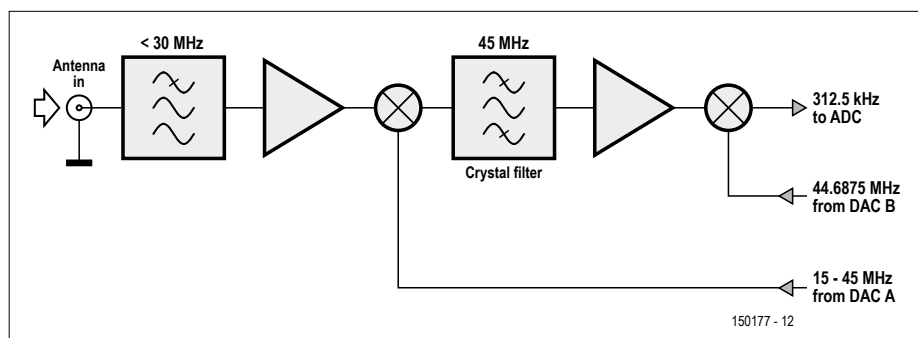 < 30 MHz
45 MHz
Antenna
in
312.5 kHz
to ADC
Crystal filter
44.6875 MHz
from DAC B
15 - 45 MHz
from DAC A
150177 - 12